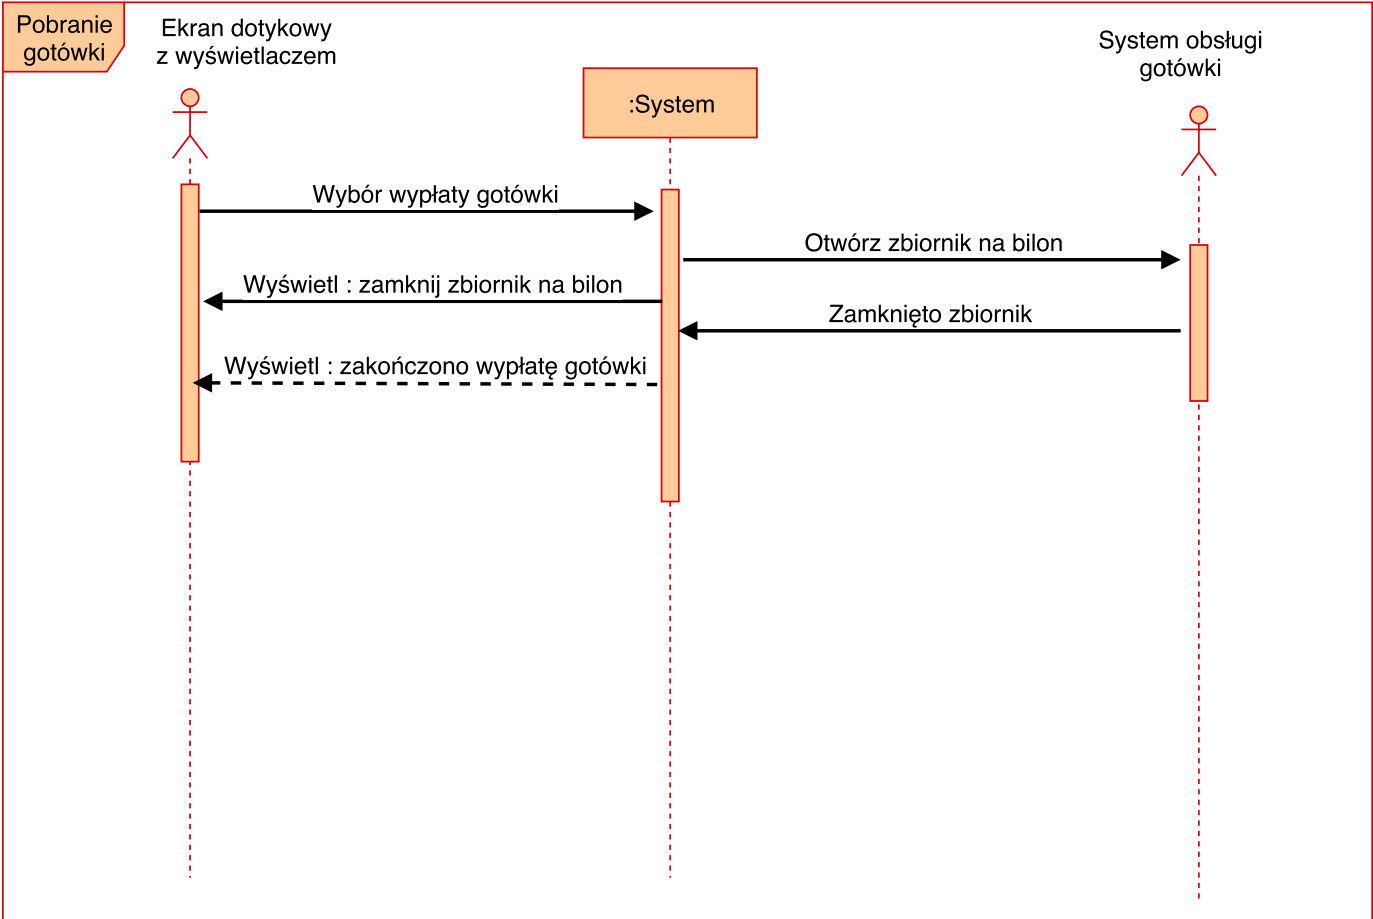 Pobranie
gotówki
Ekran dotykowy
z wyświetlaczem
System obsługi
gotówki
:System
Wybór wypłaty gotówki
Otwórz zbiornik na bilon
Wyświetl : zamknij zbiornik na bilon
Zamknięto zbiornik
Wyświetl : zakończono wypłatę gotówki